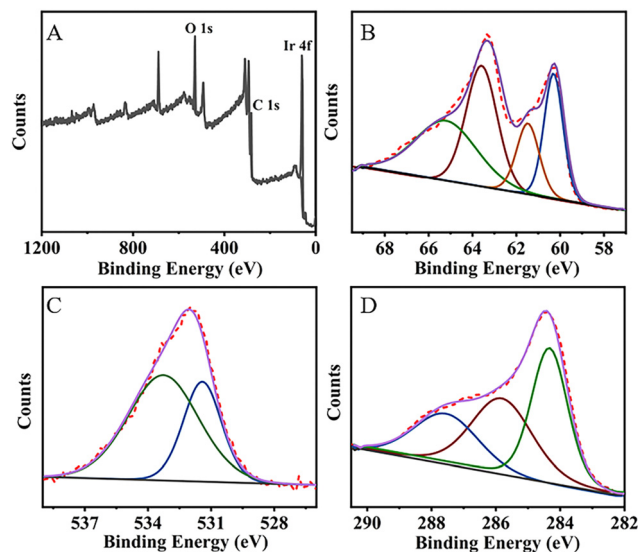 A
O 1s
Ir 4f
C 1s
Counts
1200
800
400
0
Binding Energy (eV)
B
Counts
68
66
64
62
60
58
Binding Energy (eV)
C
Counts
537
534
531
528
Binding Energy (eV)
D
Counts
290
288
286
284
282
Binding Energy (eV)